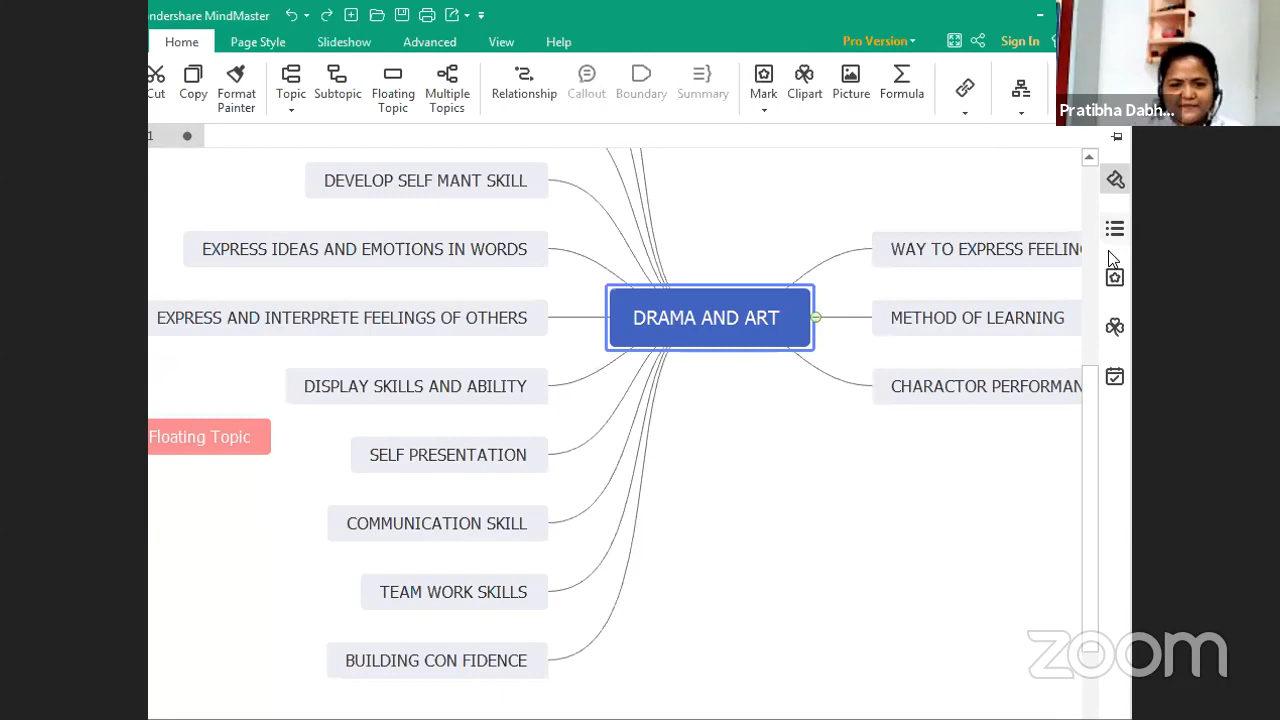 ndershare MindMaster
Home Page Style Slideshow Advanced View Help
Pro Version Sign In
Cut Copy Format Painter Topic Subtopic Floating Topic Multiple Topics Relationship Callout Boundary Summary Mark Clipart Picture Formula
Pratibha Dabh...
1
DEVELOP SELF MANT SKILL
EXPRESS IDEAS AND EMOTIONS IN WORDS
EXPRESS AND INTERPRETE FEELINGS OF OTHERS
DISPLAY SKILLS AND ABILITY
Floating Topic
SELF PRESENTATION
COMMUNICATION SKILL
TEAM WORK SKILLS
BUILDING CON FIDENCE
DRAMA AND ART
WAY TO EXPRESS FEELING
METHOD OF LEARNING
CHARACTOR PERFORMAN
zoom